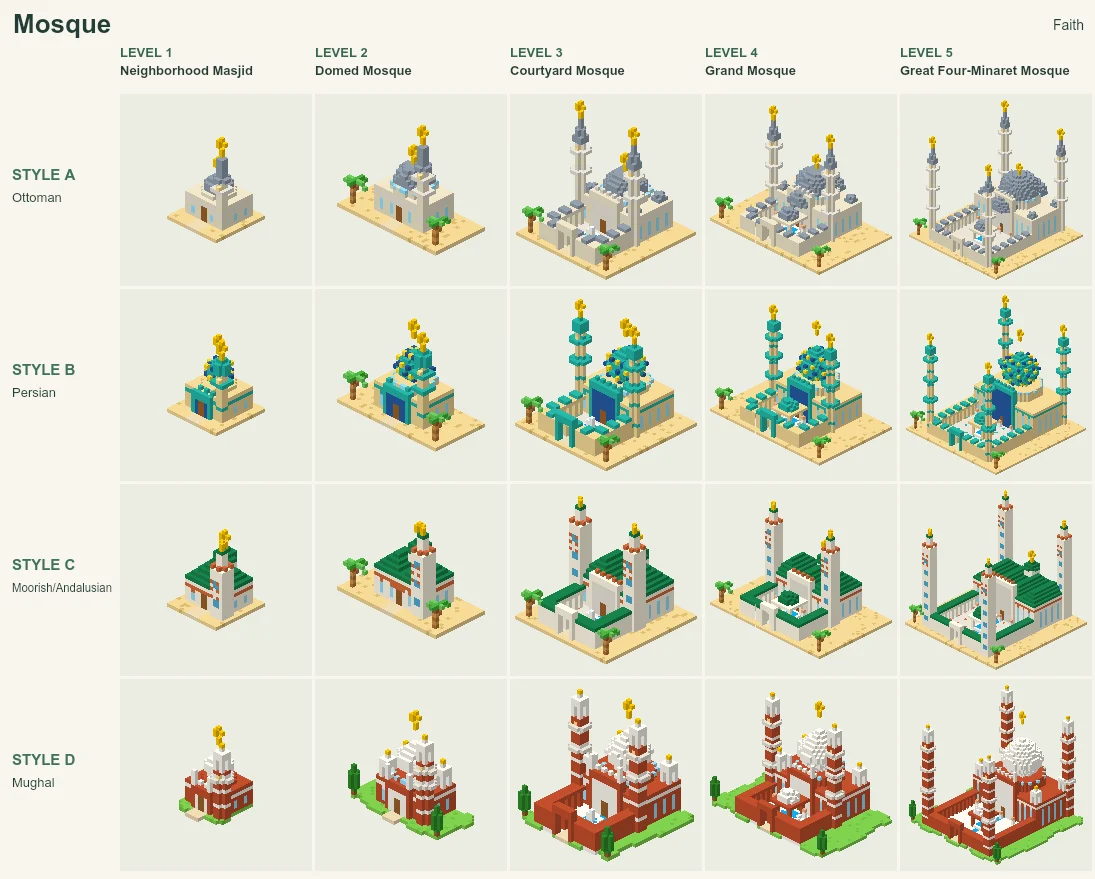 Mosque
Faith
LEVEL 1
Neighborhood Masjid
LEVEL 2
Domed Mosque
LEVEL 3
Courtyard Mosque
LEVEL 4
Grand Mosque
LEVEL 5
Great Four-Minaret Mosque
STYLE A
Ottoman
STYLE B
Persian
STYLE C
Moorish/Andalusian
STYLE D
Mughal